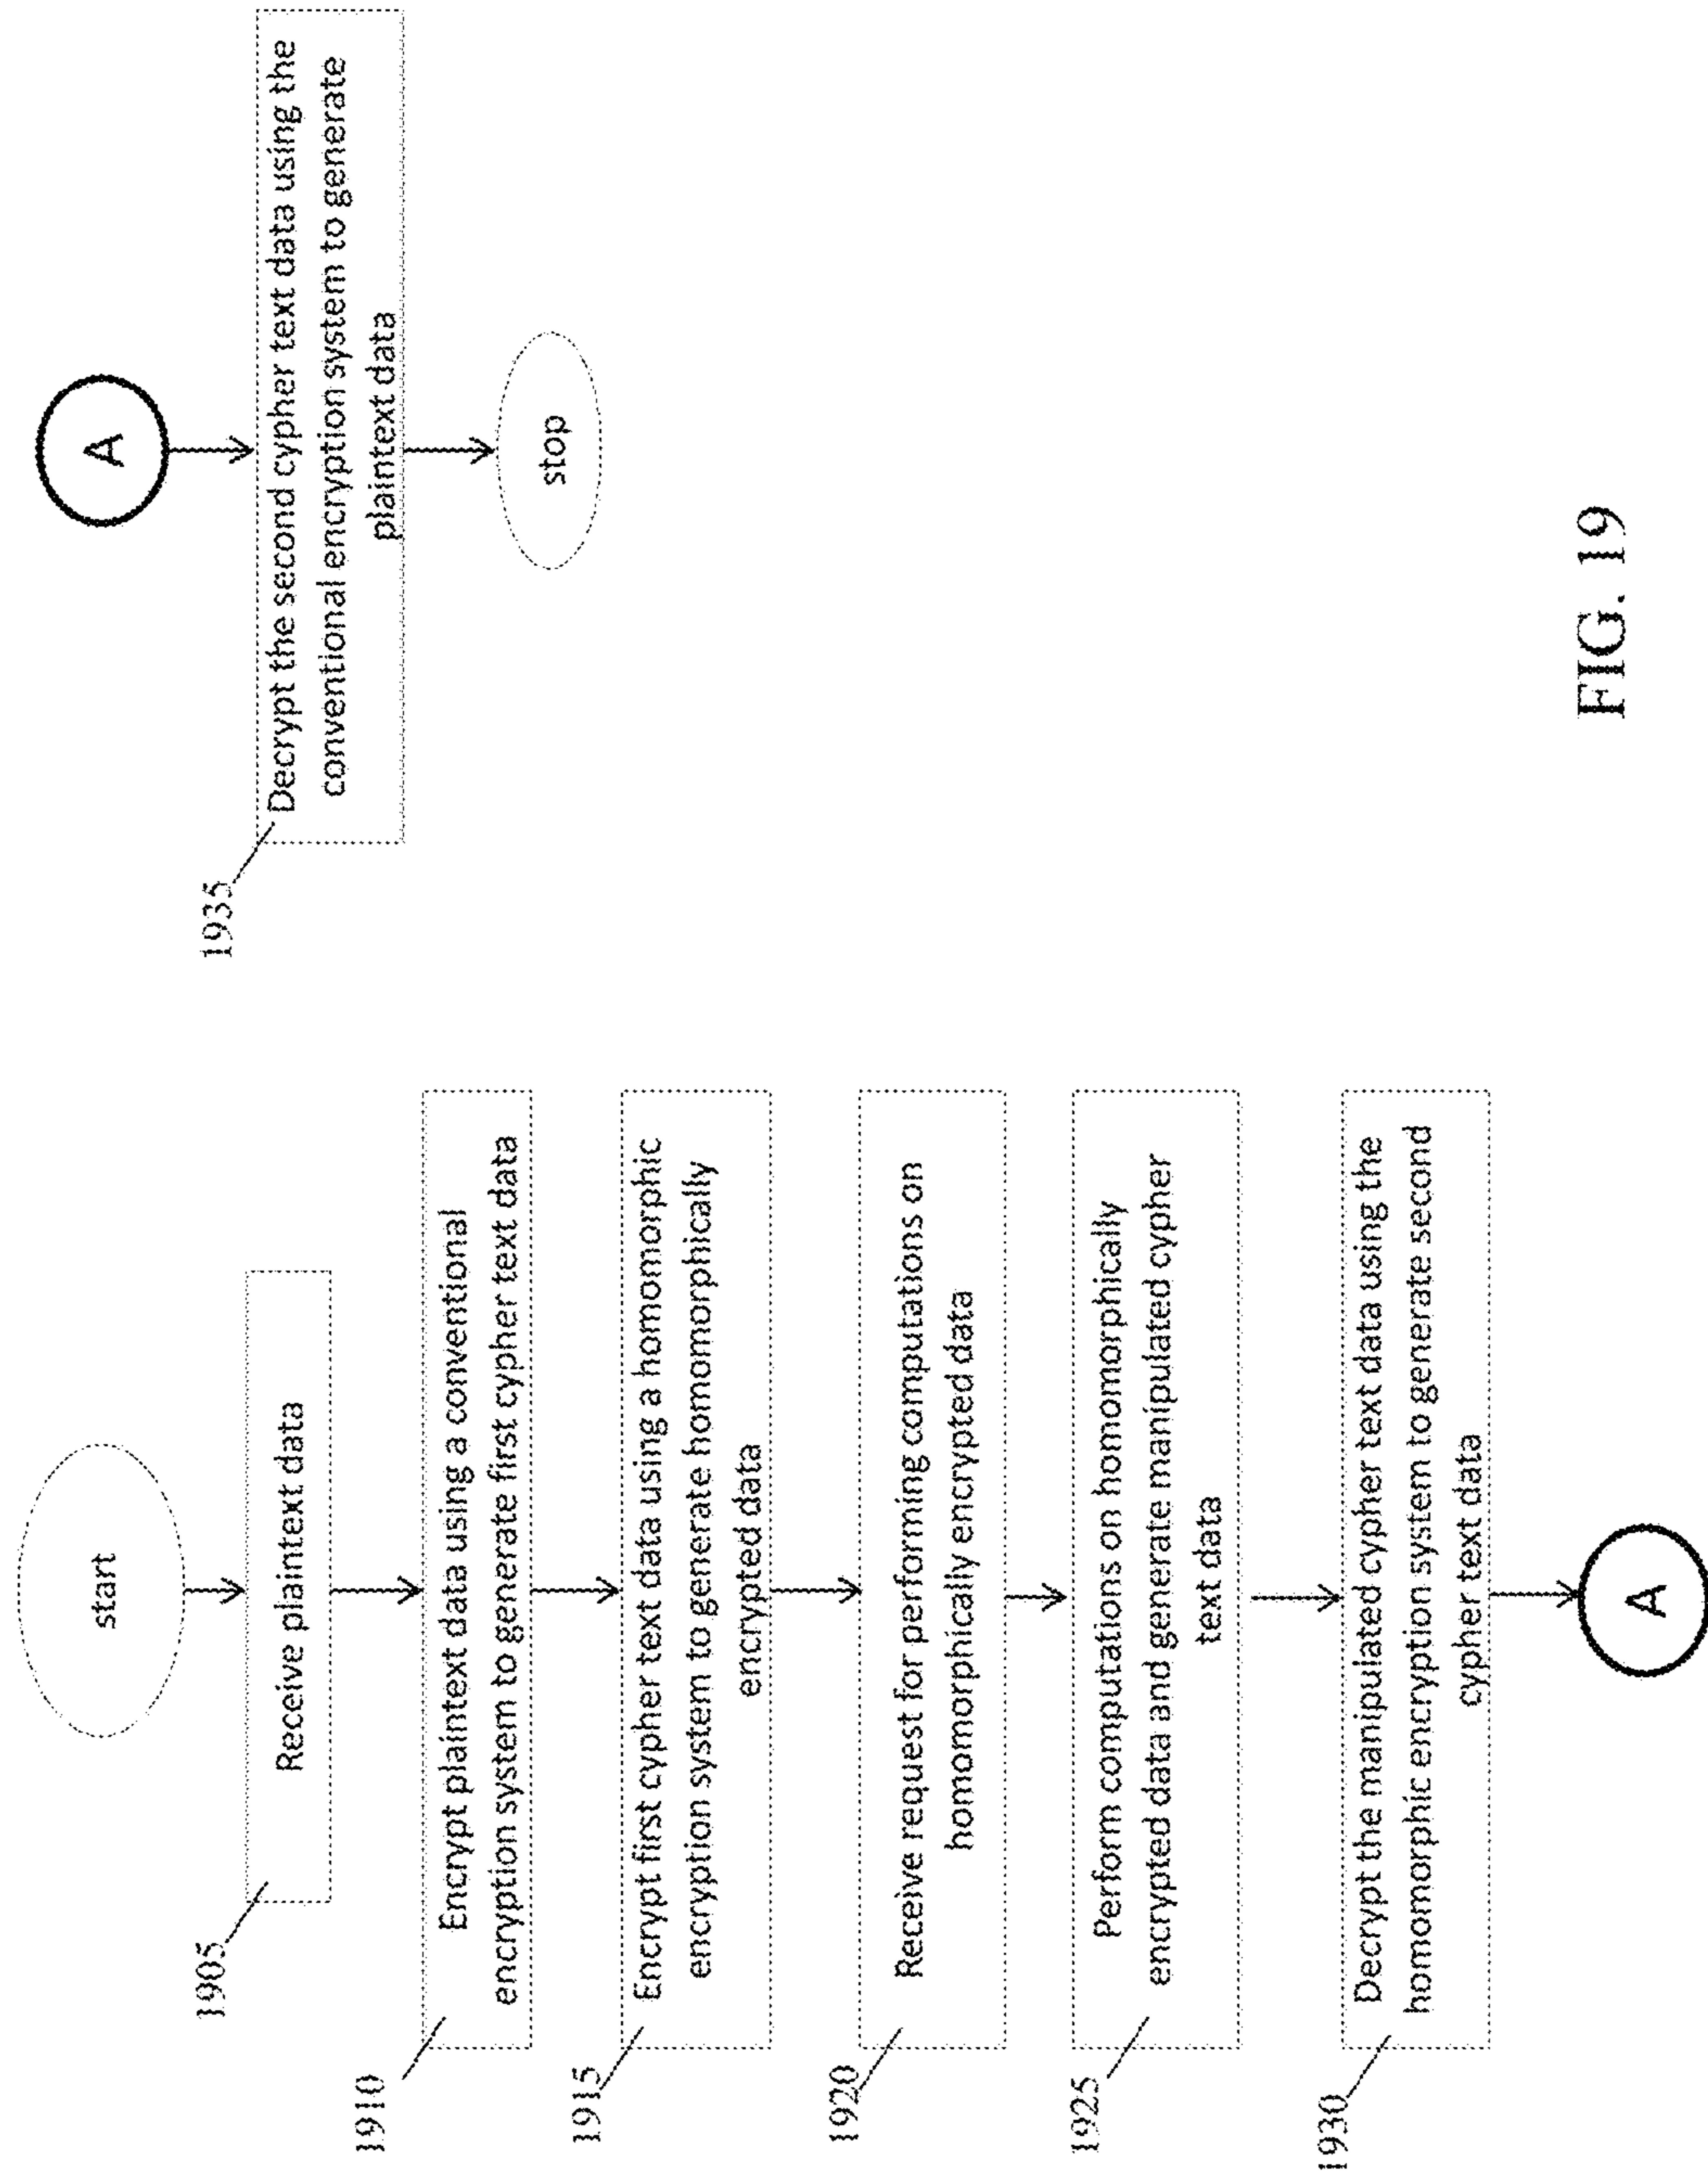 start
1905
Receive plaintext data
1910
Encrypt plaintext data using a conventional
encryption system to generate first cypher text data
1915
Encrypt first cypher text data using a homomorphic
encryption system to generate homomorphically
encrypted data
1920
Receive request for performing computations on
homomorphically encrypted data
1925
Perform computations on homomorphically
encrypted data and generate manipulated cypher
text data
1930
Decrypt the manipulated cypher text data using the
homomorphic encryption system to generate second
cypher text data
A
A
1935
Decrypt the second cypher text data using the
conventional encryption system to generate
plaintext data
stop
FIG. 19